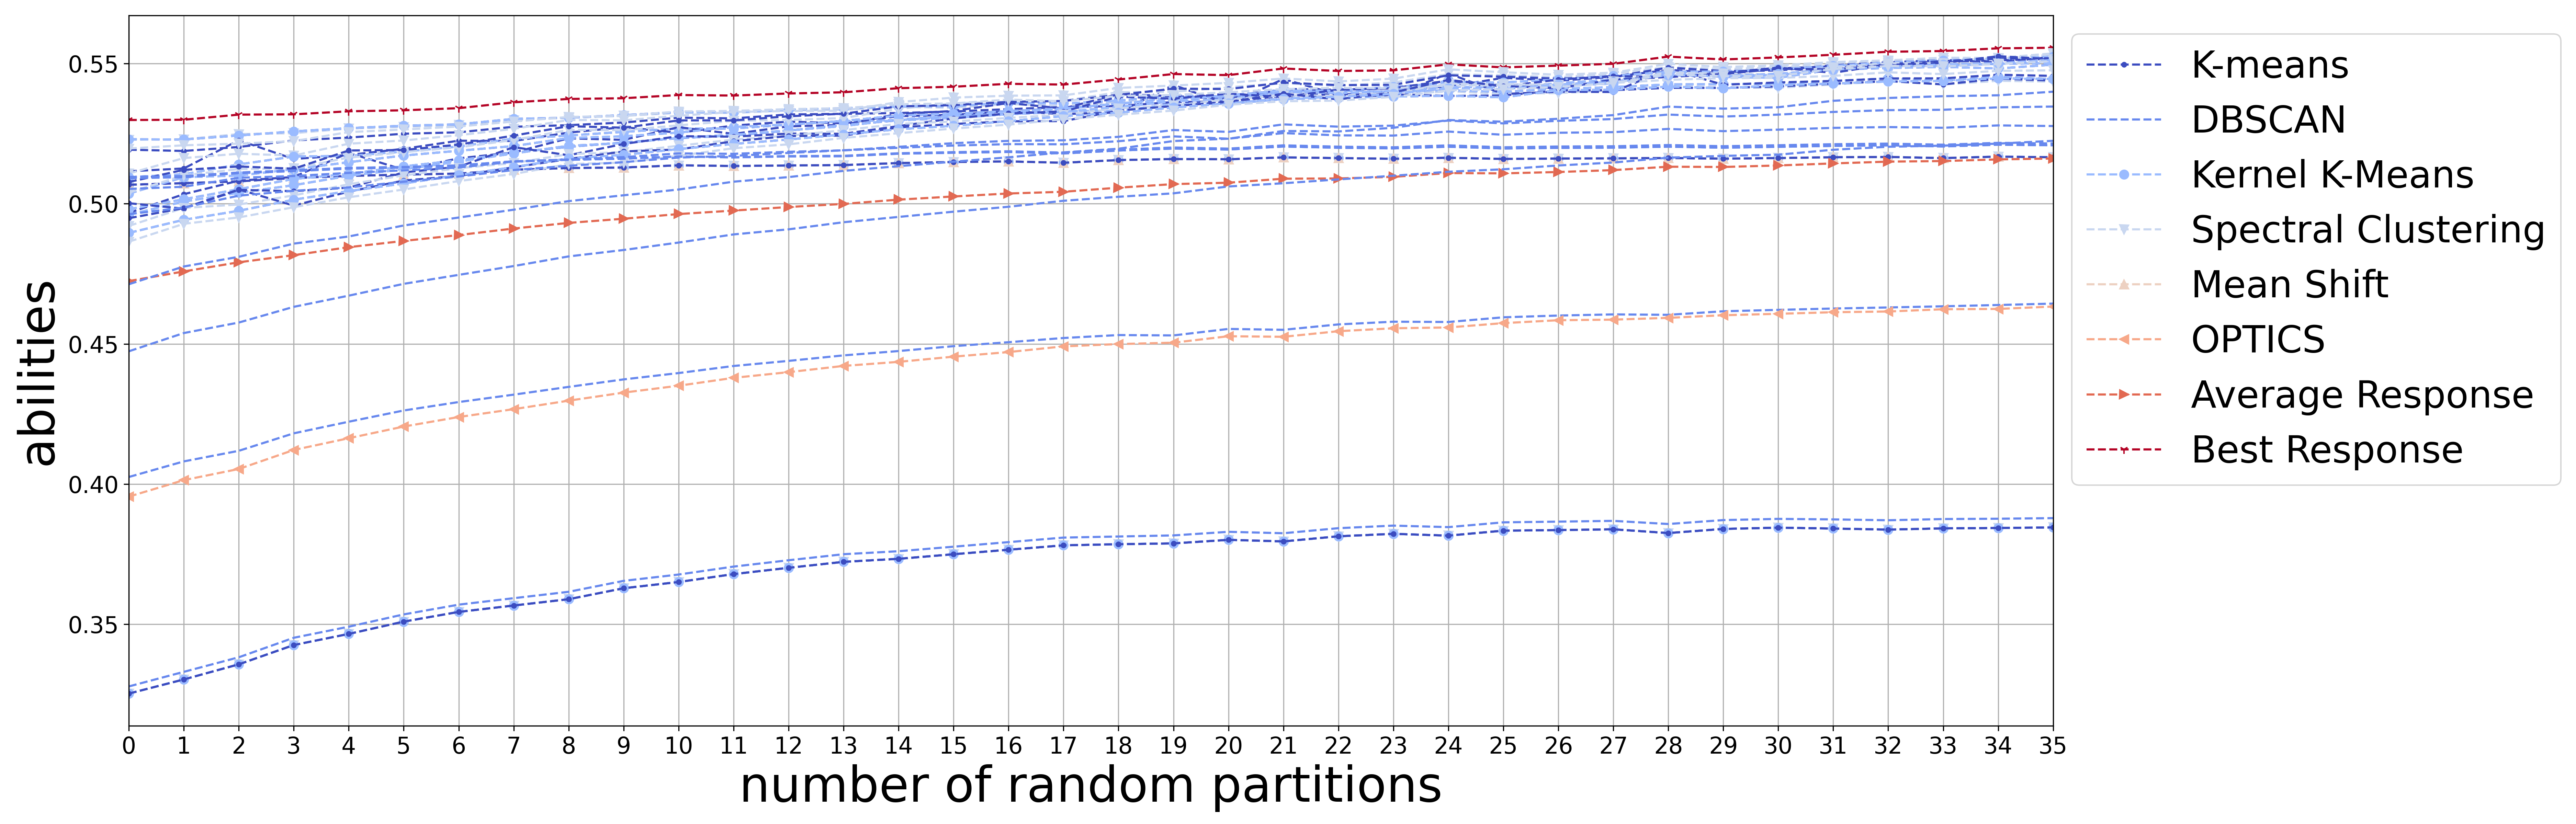 0.55
0.50
0.45
0.40
0.35
abilities
0 1 2 3 4 5 6 7 8 9 10 11 12 13 14 15 16 17 18 19 20 21 22 23 24 25 26 27 28 29 30 31 32 33 34 35
number of random partitions
K-means
DBSCAN
Kernel K-Means
Spectral Clustering
Mean Shift
OPTICS
Average Response
Best Response